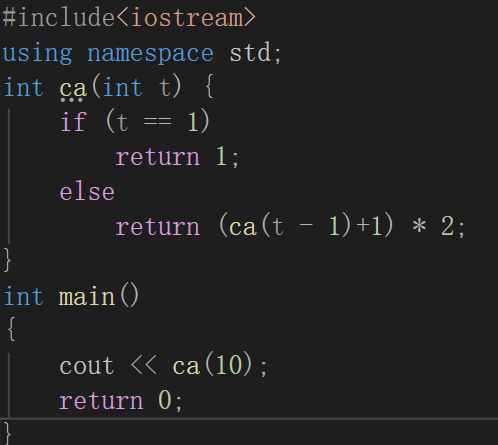 #include<iostream>
using namespace std;
int ca(int t) {
    if (t == 1)
        return 1;
    else
        return (ca(t - 1)+1) * 2;
}
int main()
{
    cout << ca(10);
    return 0;
}